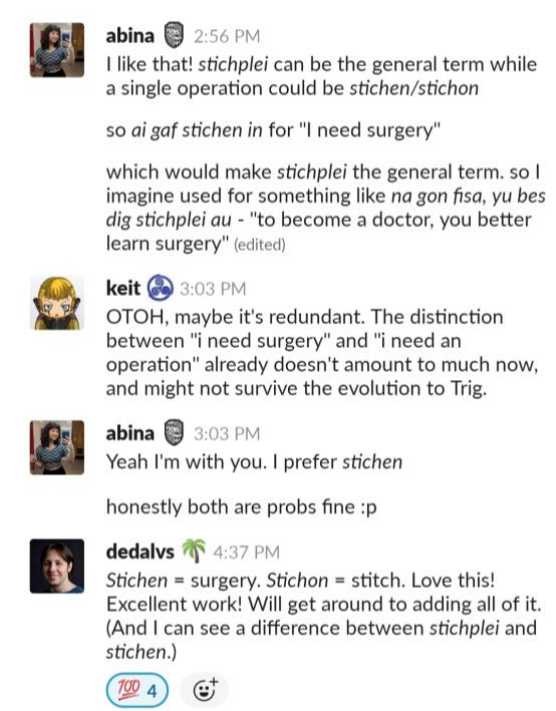 abina 2:56 PM
I like that! stichplei can be the general term while
a single operation could be stichen/stichon
so ai gaf stichen in for "I need surgery"
which would make stichplei the general term. so I
imagine used for something like na gon fisa, yu bes
dig stichplei au - "to become a doctor, you better
learn surgery" (edited)
keit 3:03 PM
OTOH, maybe it's redundant. The distinction
between "i need surgery" and "i need an
operation" already doesn't amount to much now,
and might not survive the evolution to Trig.
abina 3:03 PM
Yeah I'm with you. I prefer stichen
honestly both are probs fine :p
dedalvs 4:37 PM
Stichen = surgery. Stichon = stitch. Love this!
Excellent work! Will get around to adding all of it.
(And I can see a difference between stichplei and
stichen.)
💯 4